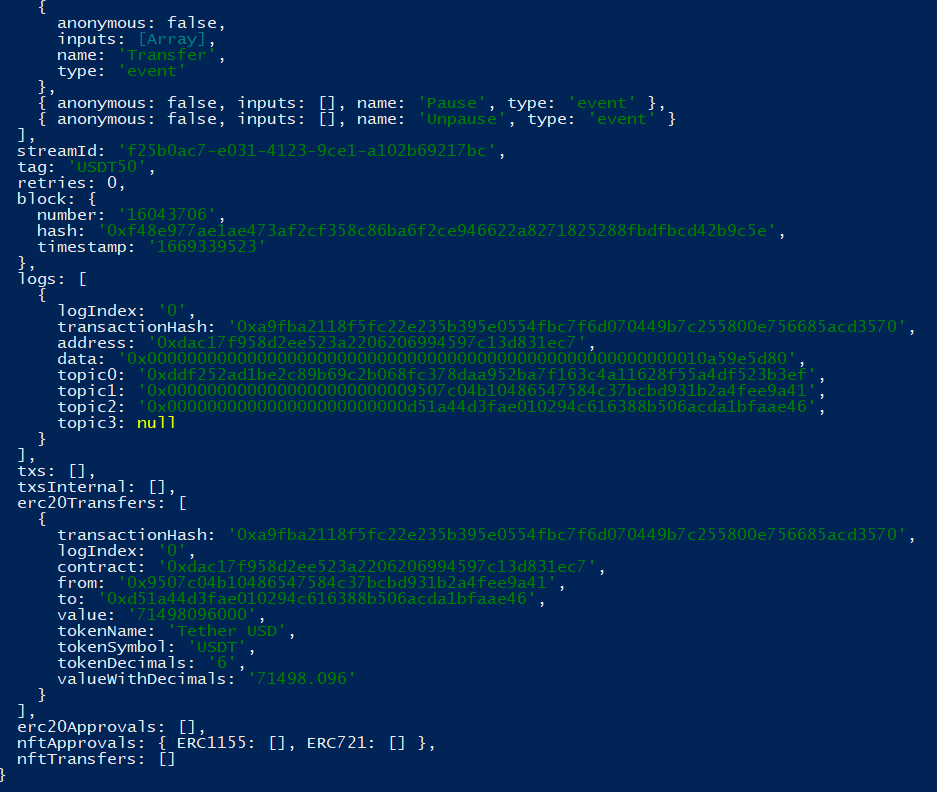 {
anonymous: false,
inputs: [Array],
name: 'Transfer',
type: 'event'
},
{ anonymous: false, inputs: [], name: 'Pause', type: 'event' },
{ anonymous: false, inputs: [], name: 'Unpause', type: 'event' }
],
streamId: 'f25b0ac7-e031-4123-9ce1-a102b69217bc',
tag: 'USDT50',
retries: 0,
block: {
number: '16043706',
hash: '0xf48e977ae1ae473af2cf358c86ba6f2ce946622a8271825288fbdfbcd42b9c5e',
timestamp: '1669339523'
},
logs: [
{
logIndex: '0',
transactionHash: '0xa9fba2118f5fc22e235b395e0554fbc7f6d070449b7c255800e756685acd3570',
address: '0xdac17f958d2ee523a2206206994597c13d831ec7',
data: '0x00000000000000000000000000000000000000000000000000000010a59e5d80',
topic0: '0xddf252ad1be2c89b69c2b068fc378daa952ba7f163c4a11628f55a4df523b3ef',
topic1: '0x0000000000000000000000009507c04b10486547584c37bcbd931b2a4fee9a41',
topic2: '0x000000000000000000000000d51a44d3fae010294c616388b506acda1bfaae46',
topic3: null
}
],
txs: [],
txsInternal: [],
erc20Transfers: [
{
transactionHash: '0xa9fba2118f5fc22e235b395e0554fbc7f6d070449b7c255800e756685acd3570',
logIndex: '0',
contract: '0xdac17f958d2ee523a2206206994597c13d831ec7',
from: '0x9507c04b10486547584c37bcbd931b2a4fee9a41',
to: '0xd51a44d3fae010294c616388b506acda1bfaae46',
value: '71498096000',
tokenName: 'Tether USD',
tokenSymbol: 'USDT',
tokenDecimals: '6',
valueWithDecimals: '71498.096'
}
],
erc20Approvals: [],
nftApprovals: { ERC1155: [], ERC721: [] },
nftTransfers: []
}